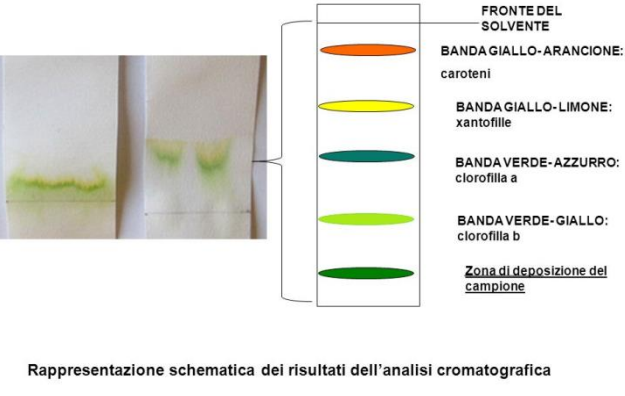 FRONTE DEL
SOLVENTE
BANDA GIALLO-ARANCIONE:
caroteni
BANDA GIALLO-LIMONE:
xantofille
BANDA VERDE-AZZURRO:
clorofilla a
BANDA VERDE-GIALLO:
clorofilla b
Zona di deposizione del
campione
Rappresentazione schematica dei risultati dell'analisi cromatografica